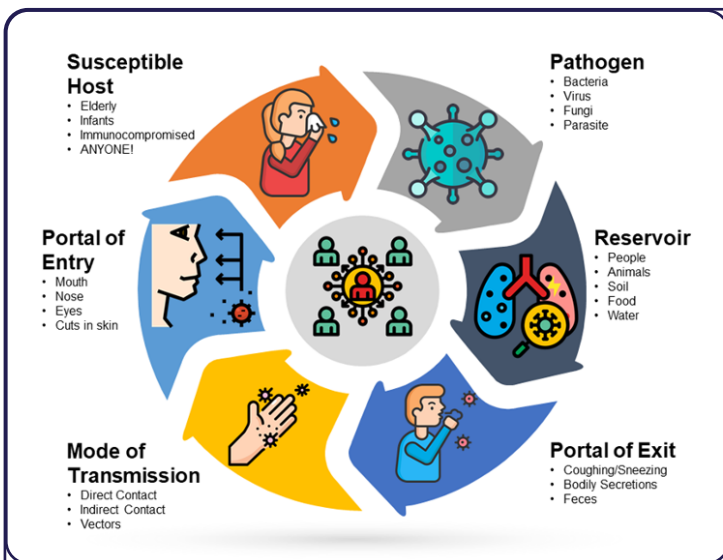 Susceptible
Host
• Elderly
• Infants
• Immunocompromised
• ANYONE!
Pathogen
• Bacteria
• Virus
• Fungi
• Parasite
Portal of
Entry
• Mouth
• Nose
• Eyes
• Cuts in skin
Reservoir
• People
• Animals
• Soil
• Food
• Water
Mode of
Transmission
• Direct Contact
• Indirect Contact
• Vectors
Portal of Exit
• Coughing/Sneezing
• Bodily Secretions
• Feces